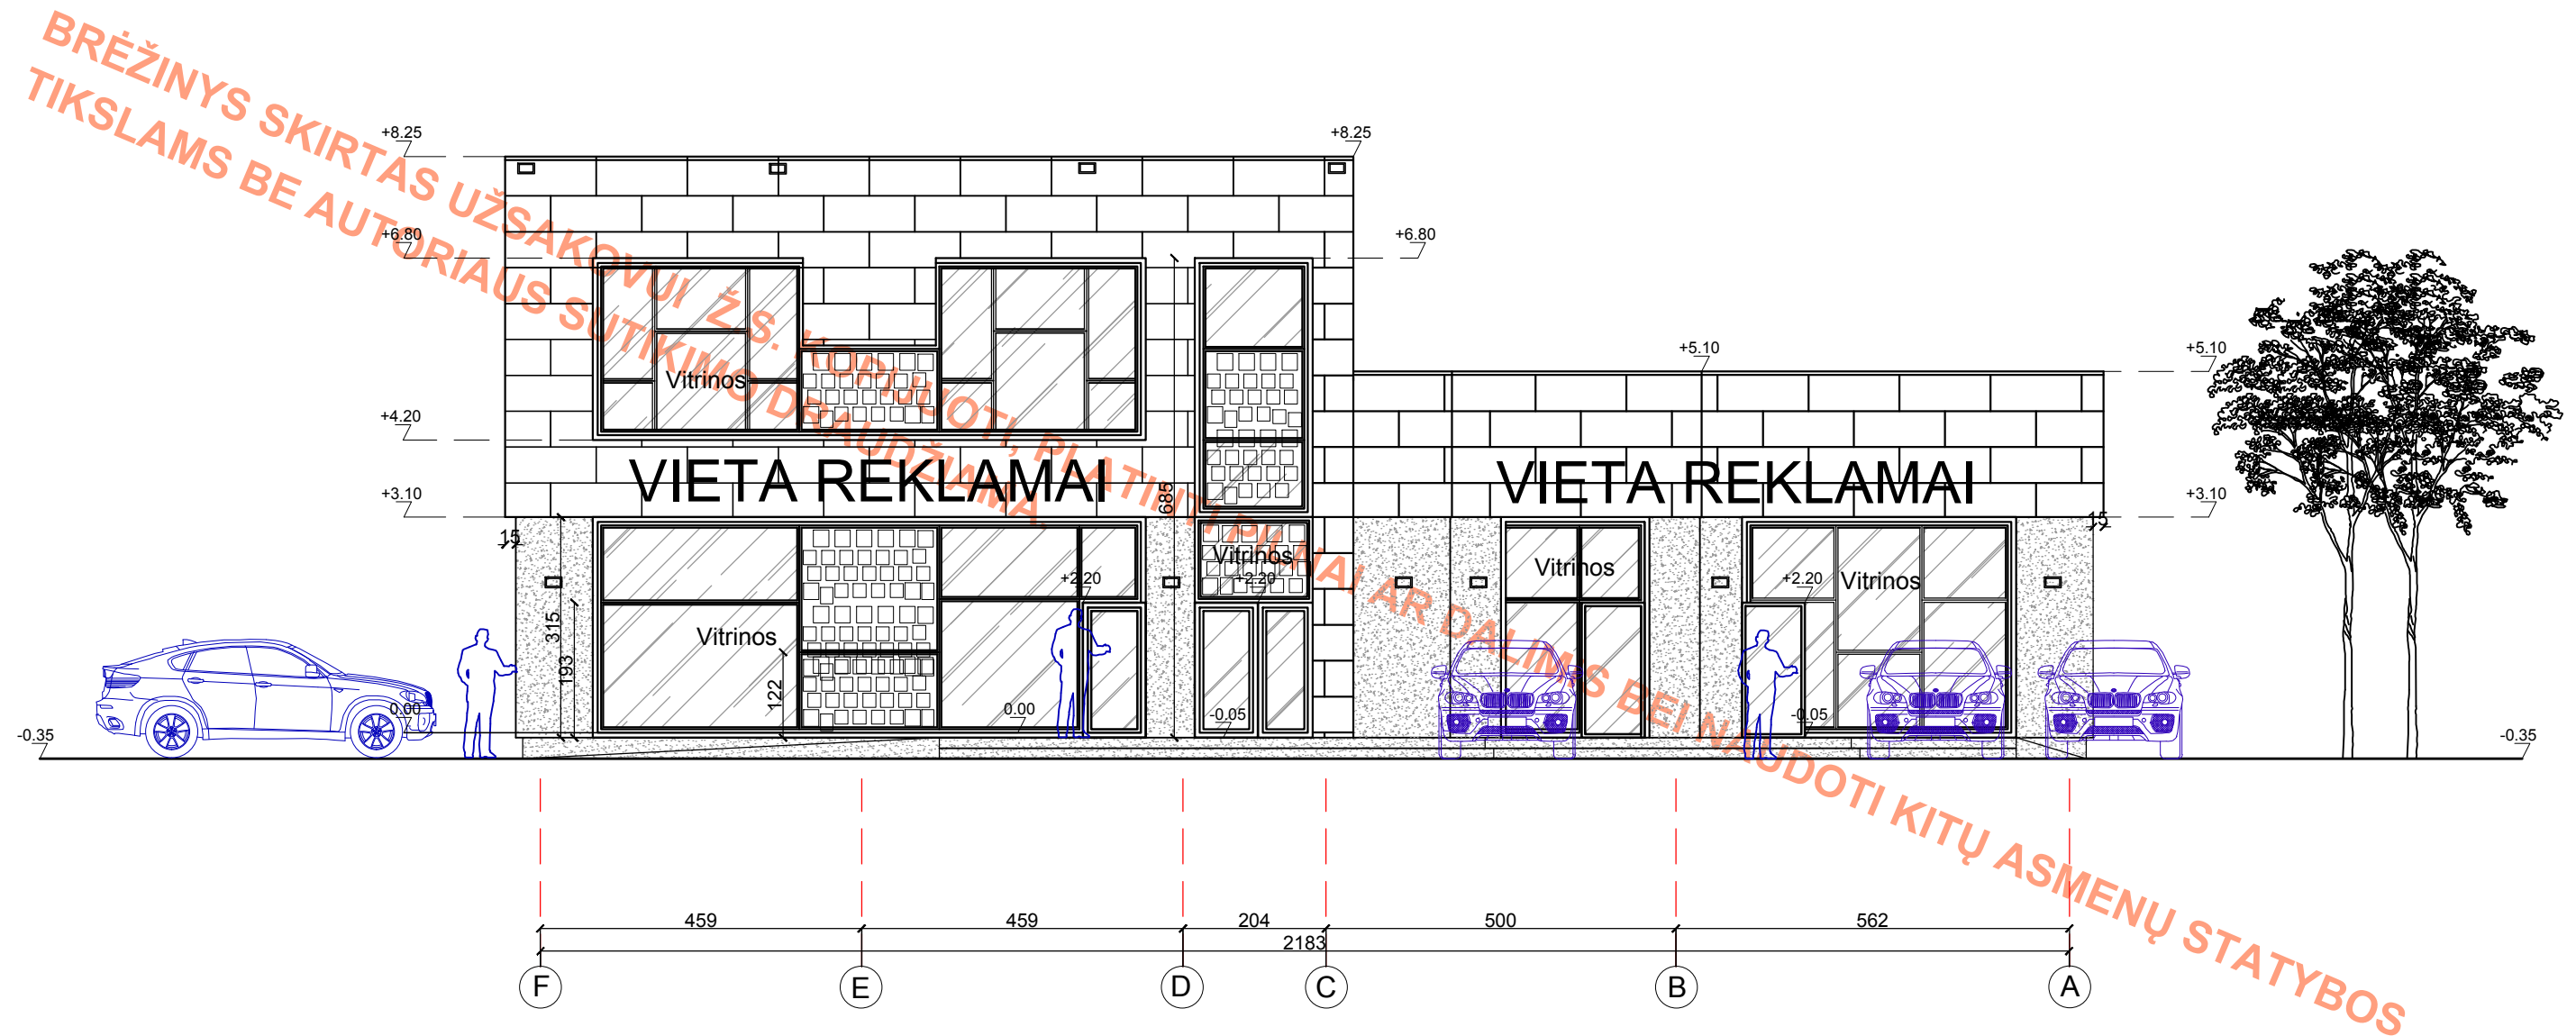 BRĖŽINYS SKIRTAS UŽSAKOVUI Ž.S. KOPIJUOTI, PLATINTI PILNAI AR DALIMIS BEI NAUDOTI KITŲ ASMENŲ STATYBOS
TIKSLAMS BE AUTORIAUS SUTIKIMO DRAUDŽIAMA.
+8.25
+8.25
+6.80
+6.80
+5.10
+5.10
Vitrinos
+4.20
VIETA REKLAMAI
VIETA REKLAMAI
+3.10
+3.10
685
15
15
Vitrinos
Vitrinos
Vitrinos
+2.20
+2.20
+2.20
315
Vitrinos
193
122
0.00
0.00
-0.05
-0.05
-0.35
-0.35
459
459
204
500
562
2183
F
E
D
C
B
A